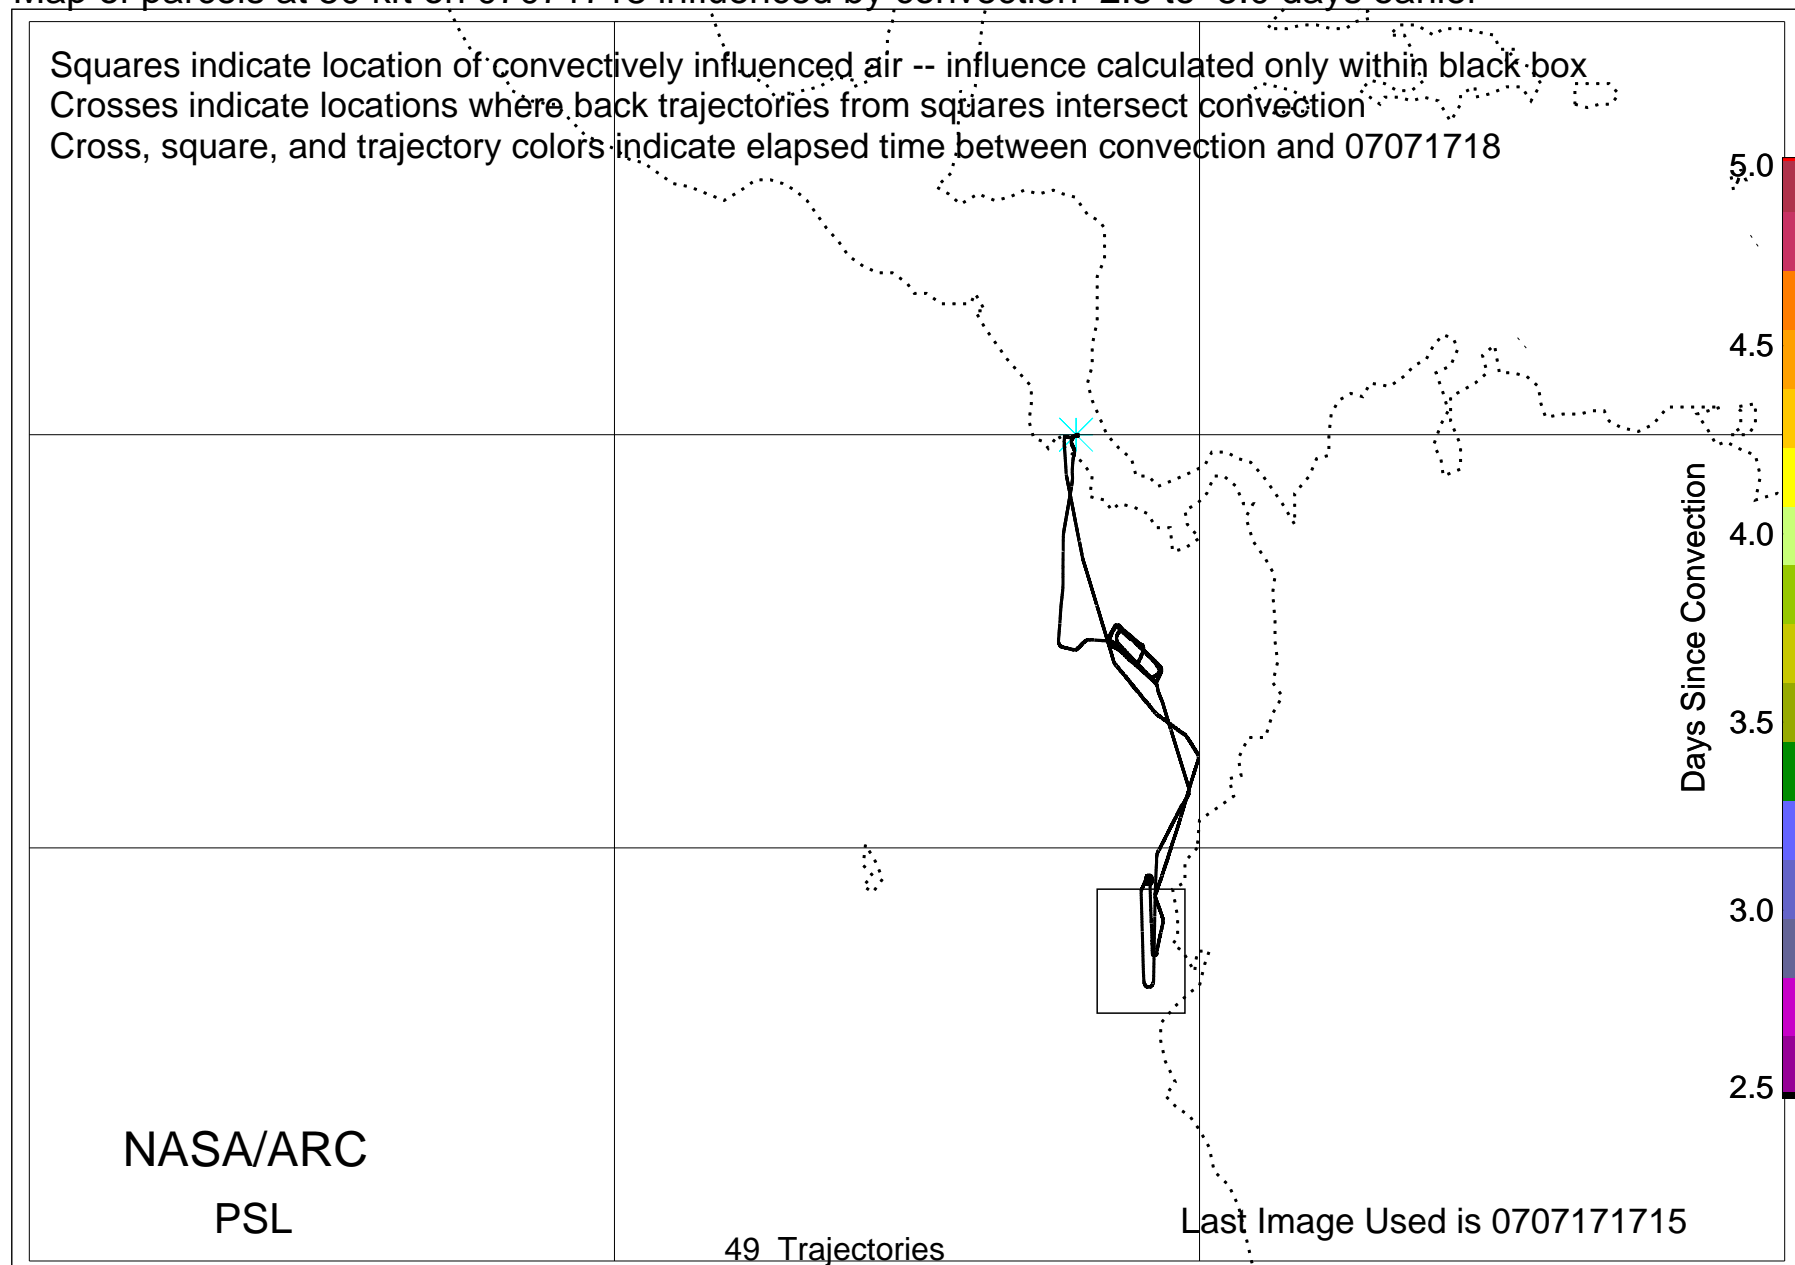 Squares indicate location of convectively influenced air -- influence calculated only within black box
Crosses indicate locations where back trajectories from squares intersect convection
Cross, square, and trajectory colors indicate elapsed time between convection and 07071718
5.0
4.5
4.0
3.5
3.0
2.5
Days Since Convection
NASA/ARC
PSL
Last Image Used is 0707171715
49 Trajectories